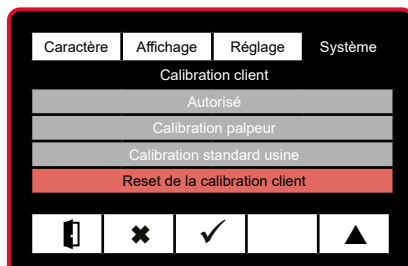 Caractère Affichage Réglage Système
Calibration client
Autorisé
Calibration palpeur
Calibration standard usine
Reset de la calibration client